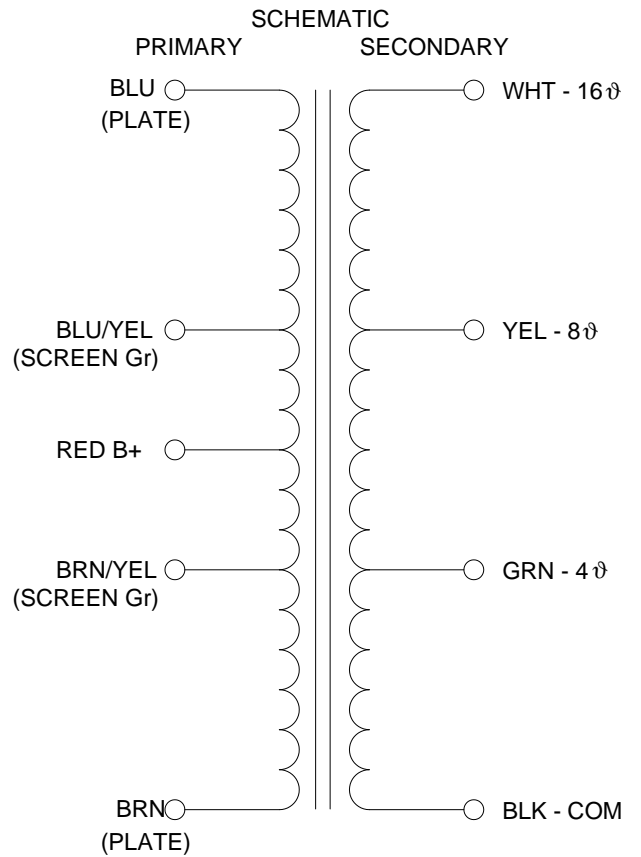 SCHEMATIC
PRIMARY
SECONDARY
BLU
(PLATE)
WHT - 16ϑ
BLU/YEL
(SCREEN Gr)
YEL - 8ϑ
RED B+
BRN/YEL
(SCREEN Gr)
GRN - 4ϑ
BRN
(PLATE)
BLK - COM